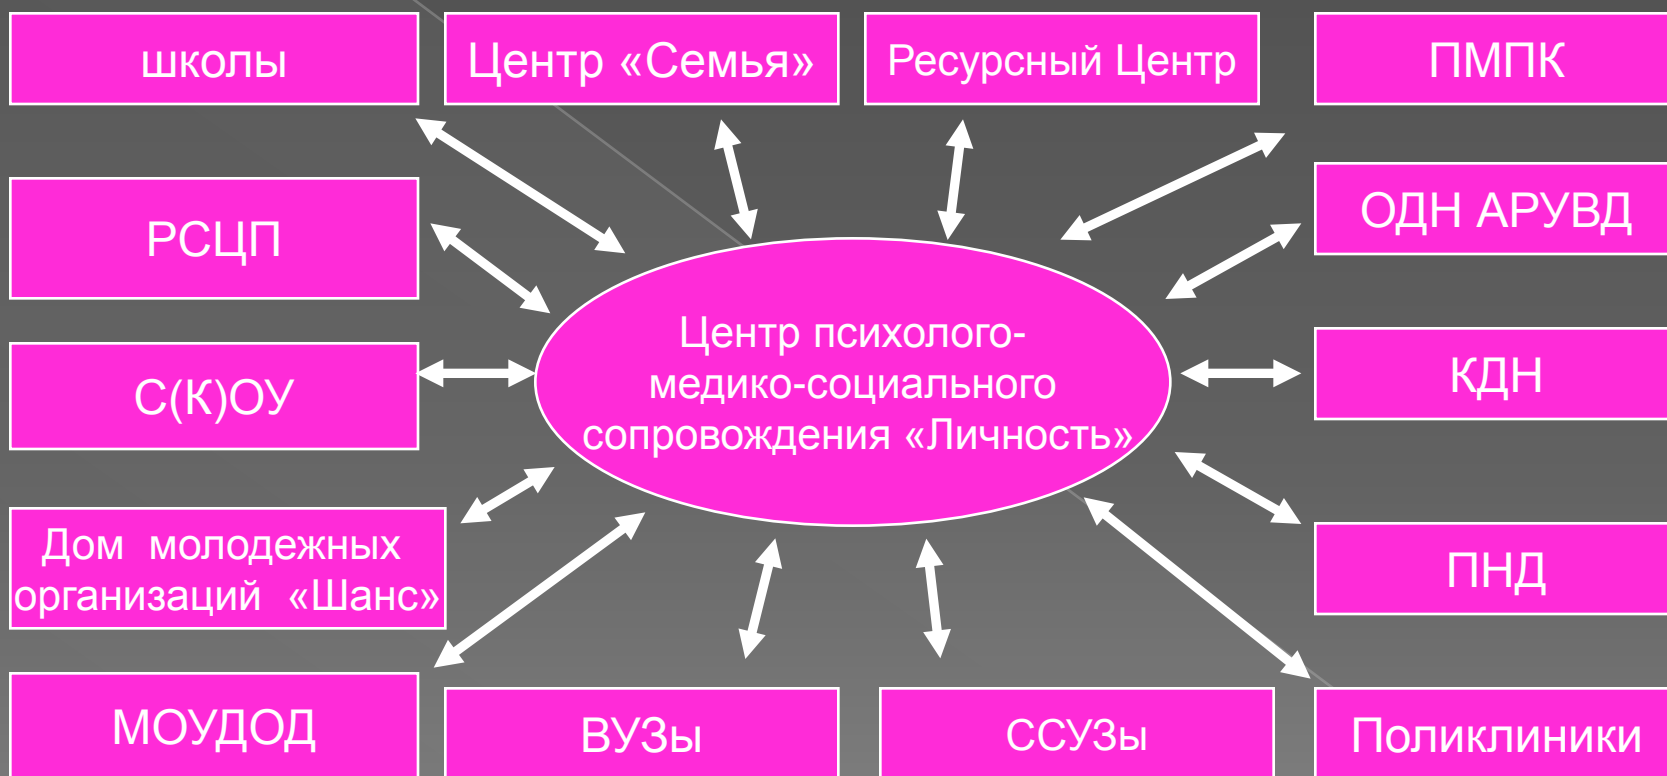 школы
Центр «Семья»
Ресурсный Центр
ПМПК
РСЦП
ОДН АРУВД
Центр психолого-
медико-социального
сопровождения «Личность»
С(К)ОУ
КДН
Дом молодежных
организаций «Шанс»
ПНД
МОУДОД
ВУЗы
ССУЗы
Поликлиники